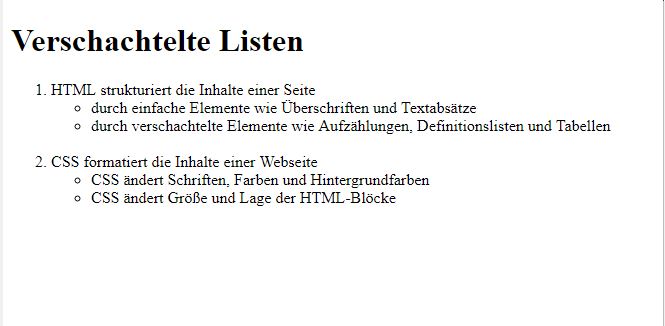 Verschachtelte Listen
1. HTML strukturiert die Inhalte einer Seite
durch einfache Elemente wie Überschriften und Textabsätze
durch verschachtelte Elemente wie Aufzählungen, Definitionslisten und Tabellen
2. CSS formatiert die Inhalte einer Webseite
CSS ändert Schriften, Farben und Hintergrundfarben
CSS ändert Größe und Lage der HTML-Blöcke